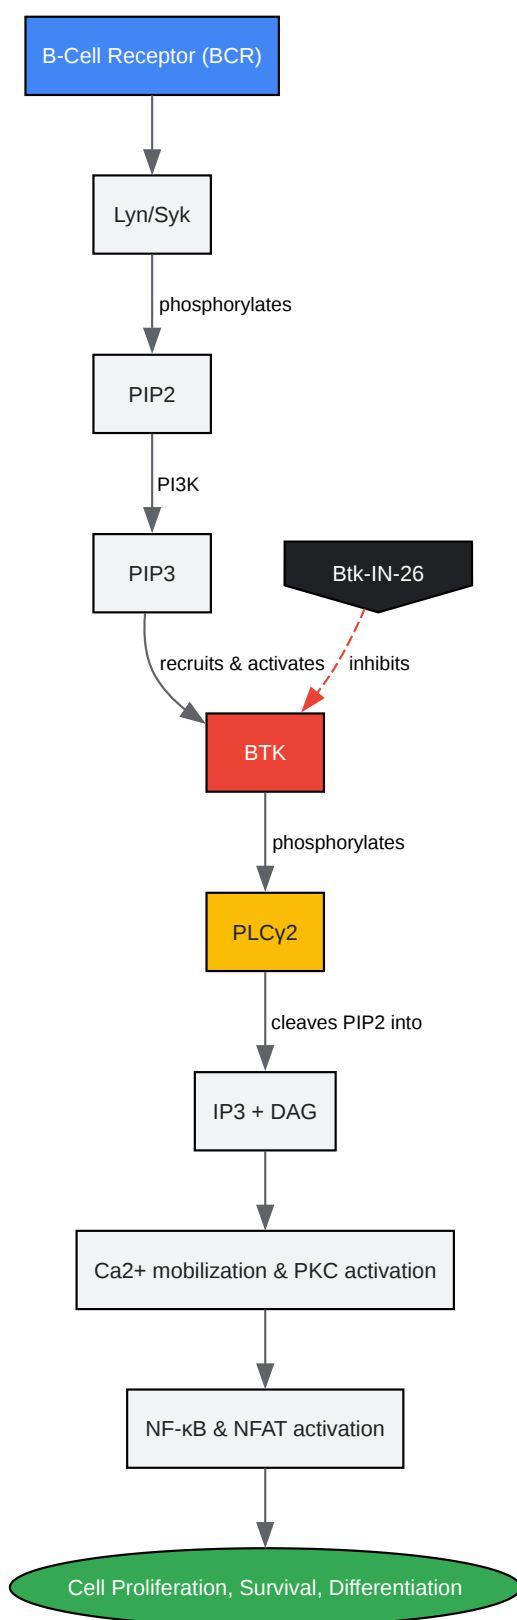 B-Cell Receptor (BCR)
Lyn/Syk
phosphorylates
PIP2
PI3K
PIP3
Btk-IN-26
recruits & activates
inhibits
BTK
phosphorylates
PLCγ2
cleaves PIP2 into
IP3 + DAG
Ca2+ mobilization & PKC activation
NF-κB & NFAT activation
Cell Proliferation, Survival, Differentiation